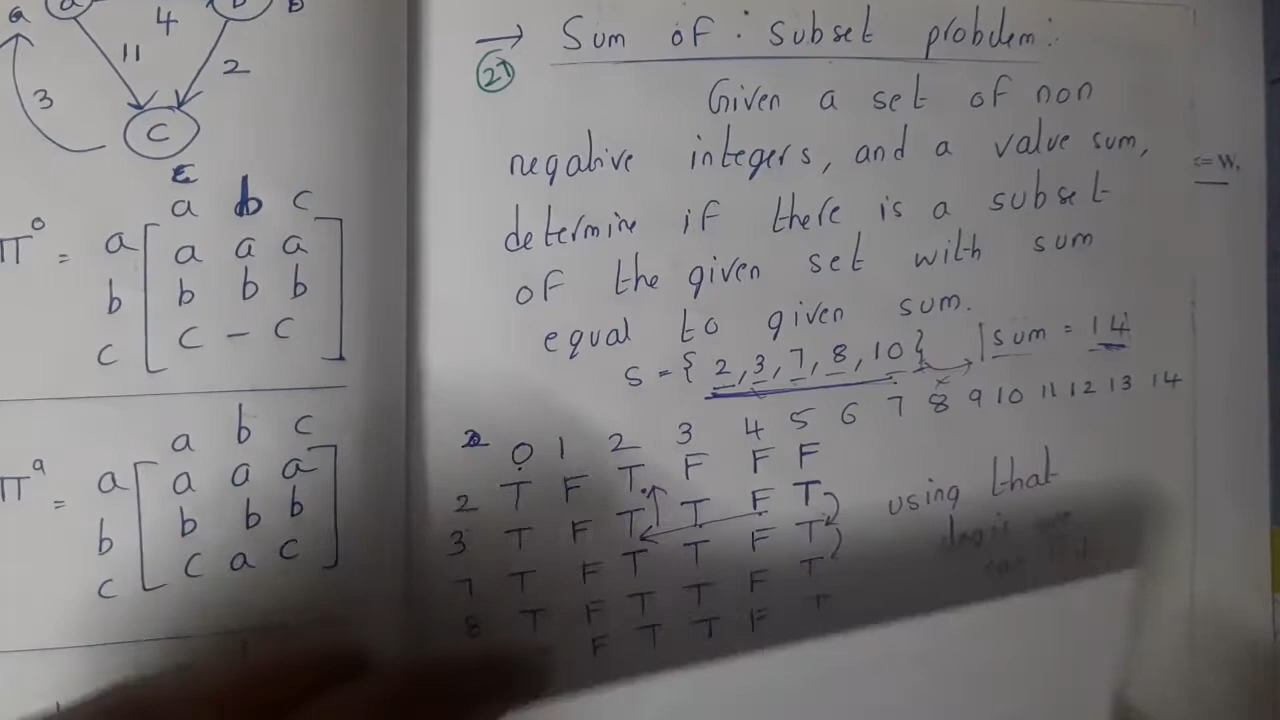 a a 4 b B
11
2
3
c
ε
a b c
π⁰ = a a a a
b b b b
c c - c
a b c
πᵃ = a a a a
b b b b
c c a c
→ Sum of subset problem:
27
Given a set of non
negative integers, and a value sum,
determine if there is a subset
of the given set with sum
equal to given sum.
S = { 2, 3, 7, 8, 10 } → | sum = 14
0 1 2 3 4 5 6 7 8 9 10 11 12 13 14
2 T F T F F F
3 T F T T F T
7 T F T T F T
8 T F T T F T
F T T F T
using that
<=W.